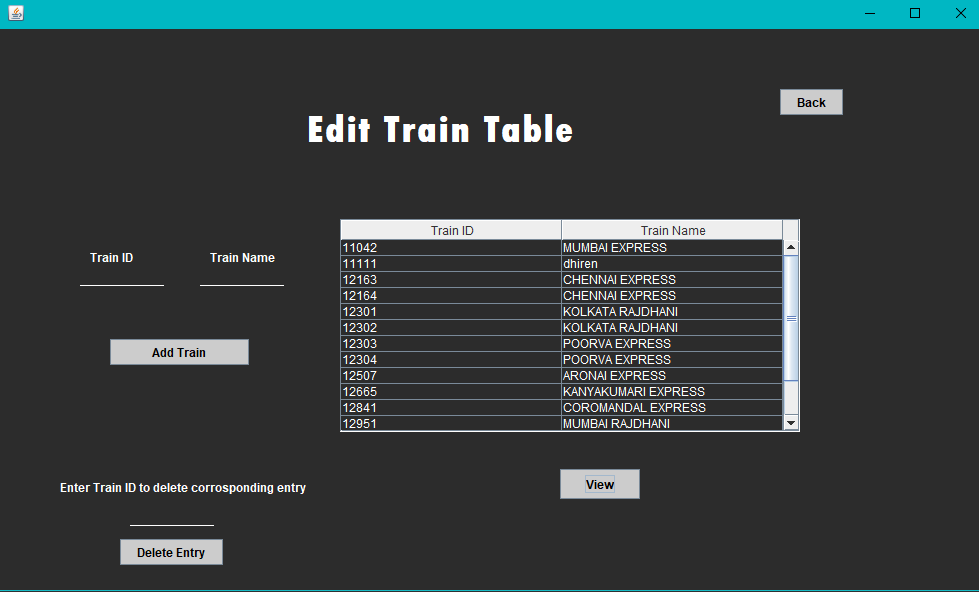 Back
Edit Train Table
Train ID Train Name
Train ID Train Name
11042 MUMBAI EXPRESS
11111 dhiren
12163 CHENNAI EXPRESS
12164 CHENNAI EXPRESS
12301 KOLKATA RAJDHANI
12302 KOLKATA RAJDHANI
12303 POORVA EXPRESS
12304 POORVA EXPRESS
12507 ARONAI EXPRESS
12665 KANYAKUMARI EXPRESS
12841 COROMANDAL EXPRESS
12951 MUMBAI RAJDHANI
Add Train
View
Enter Train ID to delete corrosponding entry
Delete Entry